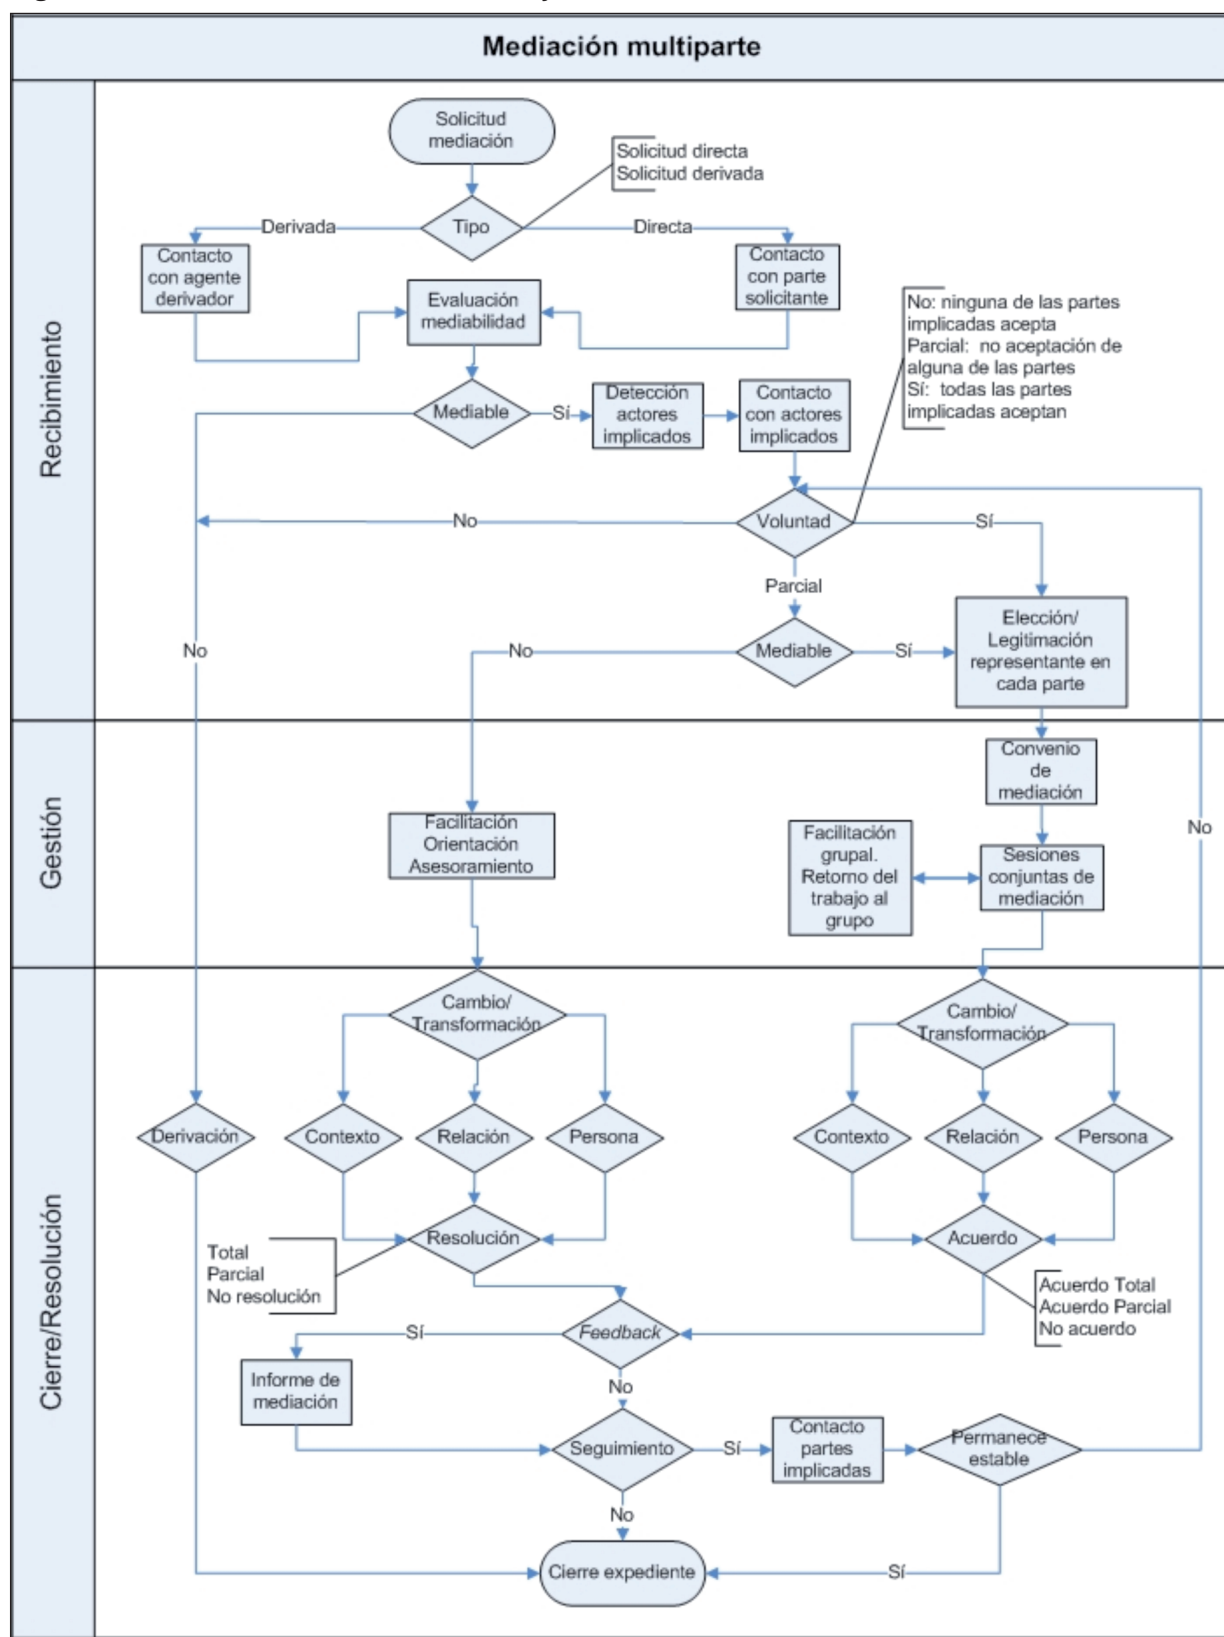 Mediación multiparte
Recibimiento
Solicitud
mediación
Solicitud directa
Solicitud derivada
Derivada
Tipo
Directa
Contacto
con agente
derivador
Contacto
con parte
solicitante
Evaluación
mediabilidad
No: ninguna de las partes
implicadas acepta
Parcial: no aceptación de
alguna de las partes
Sí: todas las partes
implicadas aceptan
Mediable
Sí
Detección
actores
implicados
Contacto
con actores
implicados
No
Voluntad
Sí
Parcial
No
No
Mediable
Sí
Elección/
Legitimación
representante en
cada parte
Gestión
Convenio
de
mediación
Facilitación
Orientación
Asesoramiento
Facilitación
grupal.
Retorno del
trabajo al
grupo
Sesiones
conjuntas de
mediación
No
Cierre/Resolución
Cambio/
Transformación
Cambio/
Transformación
Derivación
Contexto
Relación
Persona
Contexto
Relación
Persona
Resolución
Acuerdo
Total
Parcial
No resolución
Acuerdo Total
Acuerdo Parcial
No acuerdo
Sí
Feedback
Informe de
mediación
No
Seguimiento
Sí
Contacto
partes
implicadas
Permanece
estable
No
Cierre expediente
Sí